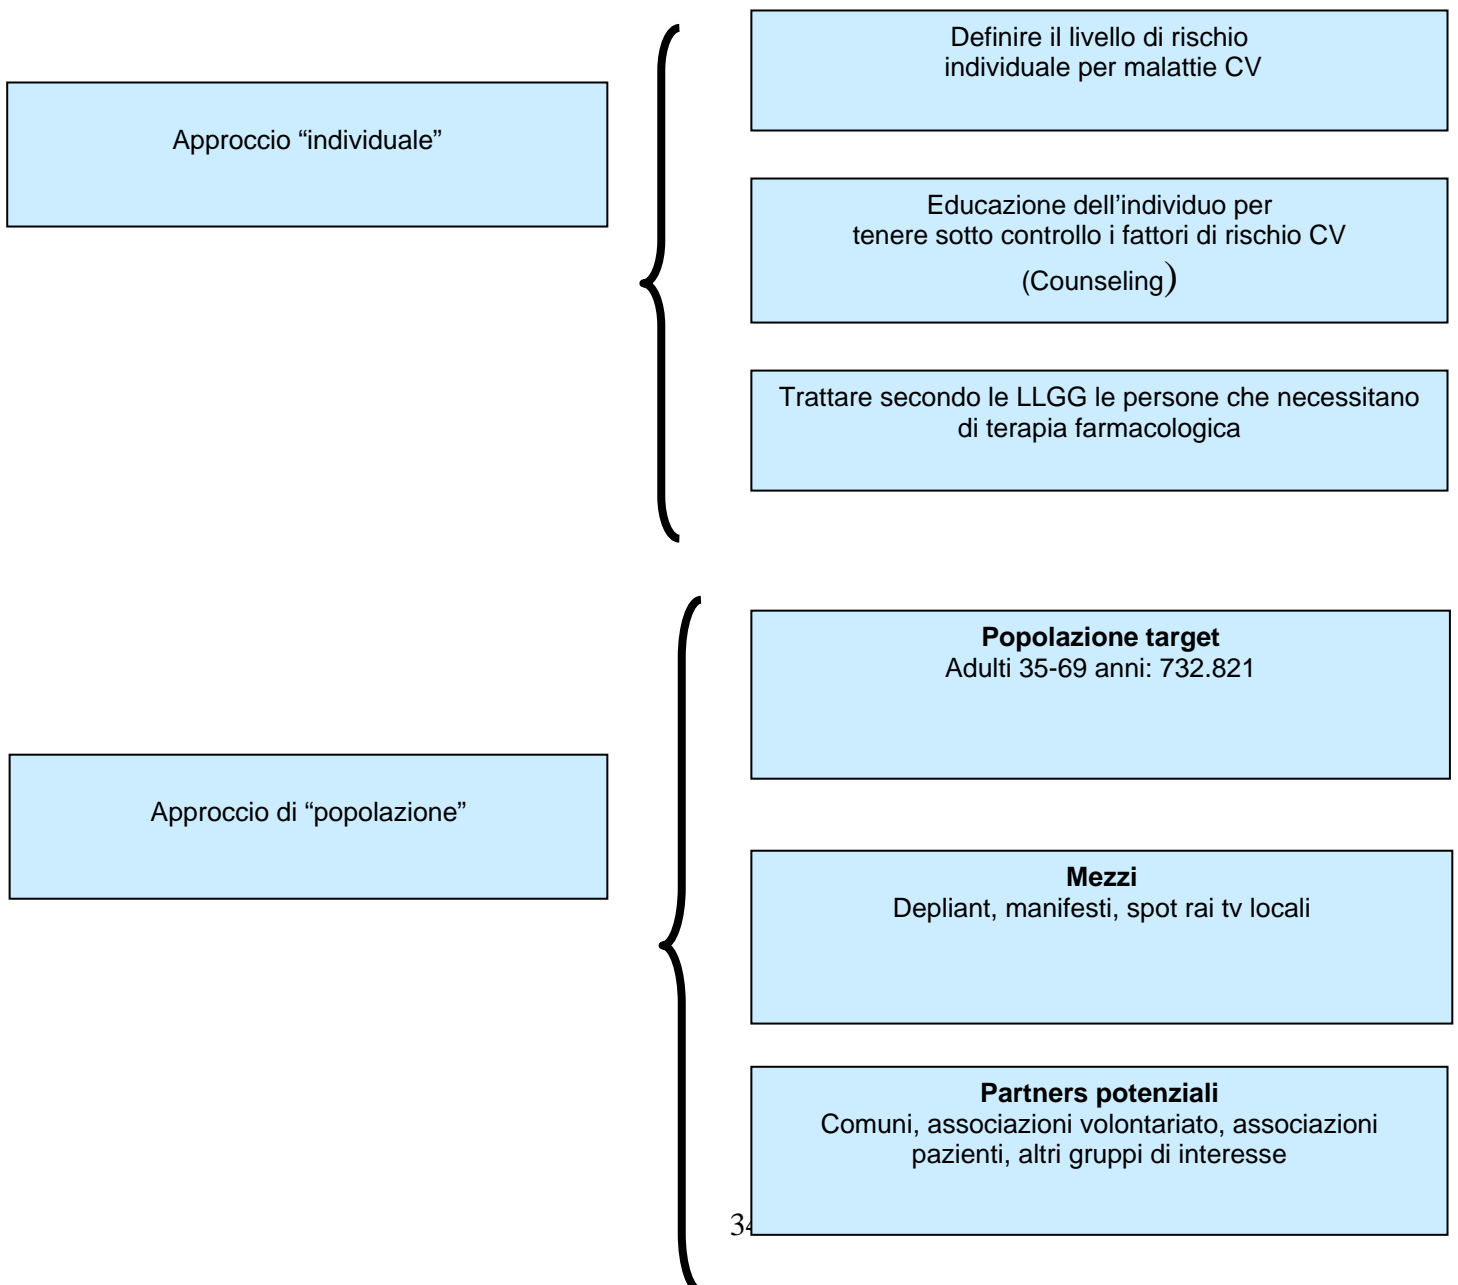 Approccio “individuale”
Definire il livello di rischio
individuale per malattie CV
Educazione dell’individuo per
tenere sotto controllo i fattori di rischio CV
(Counseling)
Trattare secondo le LLGG le persone che necessitano
di terapia farmacologica
Approccio di “popolazione”
Popolazione target
Adulti 35-69 anni: 732.821
Mezzi
Depliant, manifesti, spot rai tv locali
Partners potenziali
Comuni, associazioni volontariato, associazioni
pazienti, altri gruppi di interesse